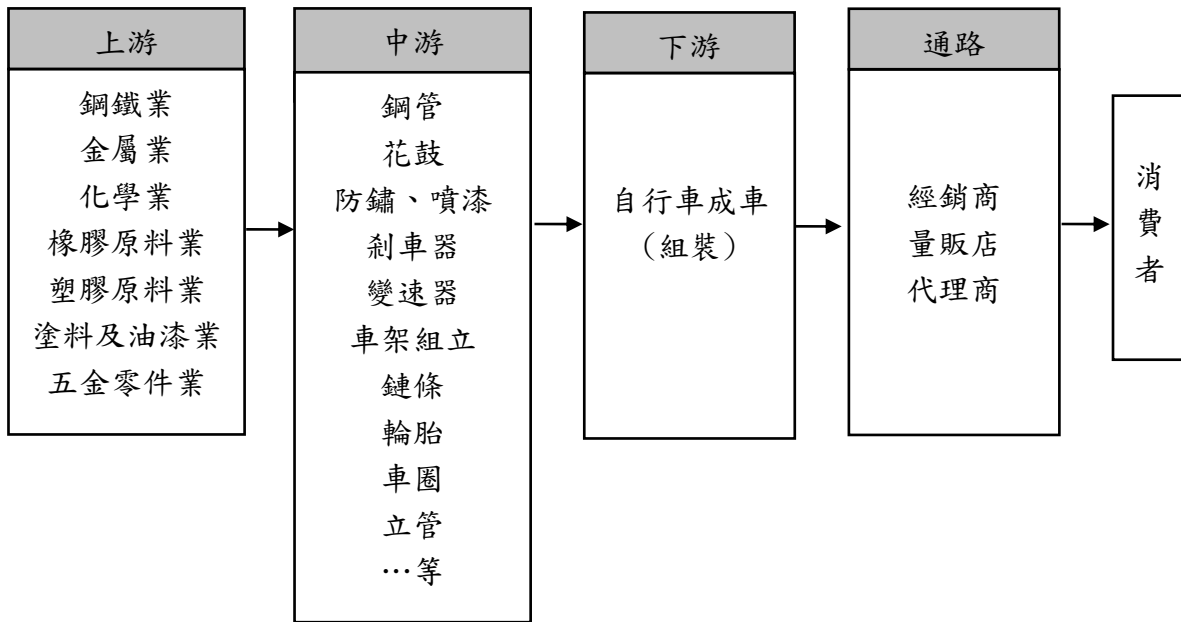 上游
鋼鐵業
金屬業
化學業
橡膠原料業
塑膠原料業
塗料及油漆業
五金零件業
中游
鋼管
花鼓
防鏽、噴漆
剎車器
變速器
車架組立
鏈條
輪胎
車圈
立管
…等
下游
自行車成車
（組裝）
通路
經銷商
量販店
代理商
消
費
者